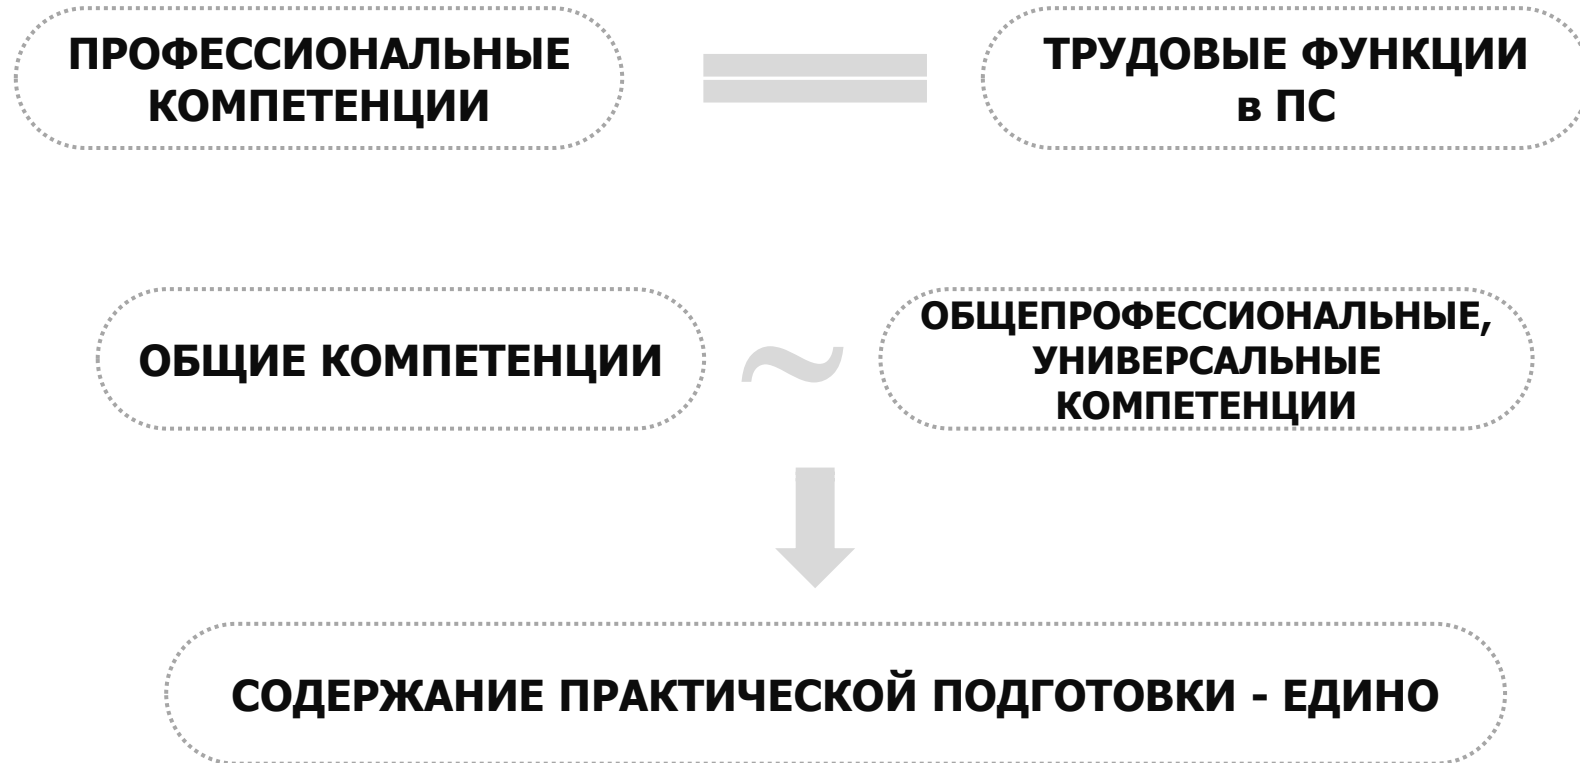 ПРОФЕССИОНАЛЬНЫЕ
КОМПЕТЕНЦИИ
ТРУДОВЫЕ ФУНКЦИИ
в ПС
ОБЩИЕ КОМПЕТЕНЦИИ
~
ОБЩЕПРОФЕССИОНАЛЬНЫЕ,
УНИВЕРСАЛЬНЫЕ
КОМПЕТЕНЦИИ
СОДЕРЖАНИЕ ПРАКТИЧЕСКОЙ ПОДГОТОВКИ - ЕДИНО